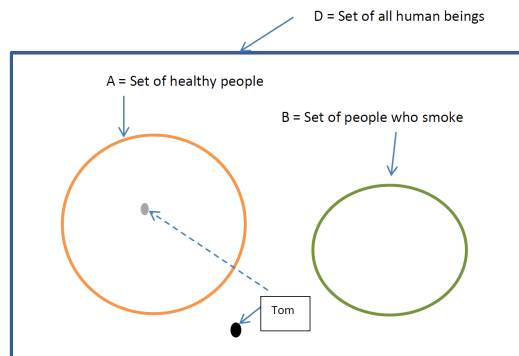 D = Set of all human beings
A = Set of healthy people
B = Set of people who smoke
Tom